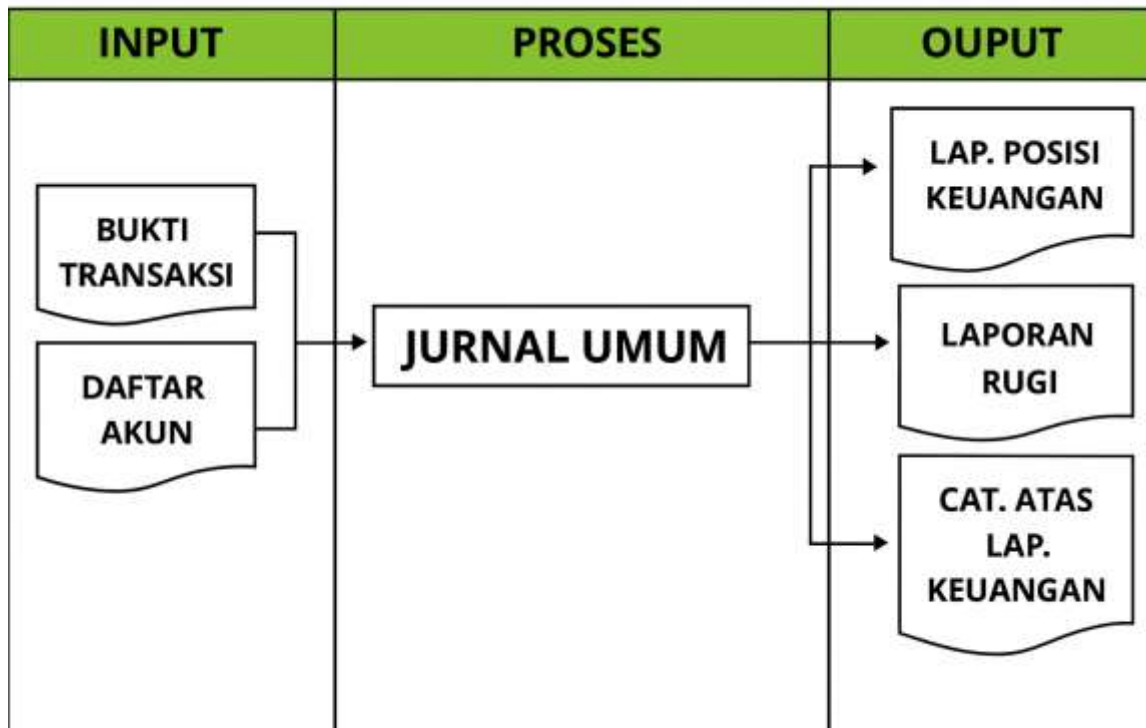 INPUT
PROSES
OUPUT
BUKTI
TRANSAKSI
DAFTAR
AKUN
JURNAL UMUM
LAP. POSISI
KEUANGAN
LAPORAN
RUGI
CAT. ATAS
LAP.
KEUANGAN